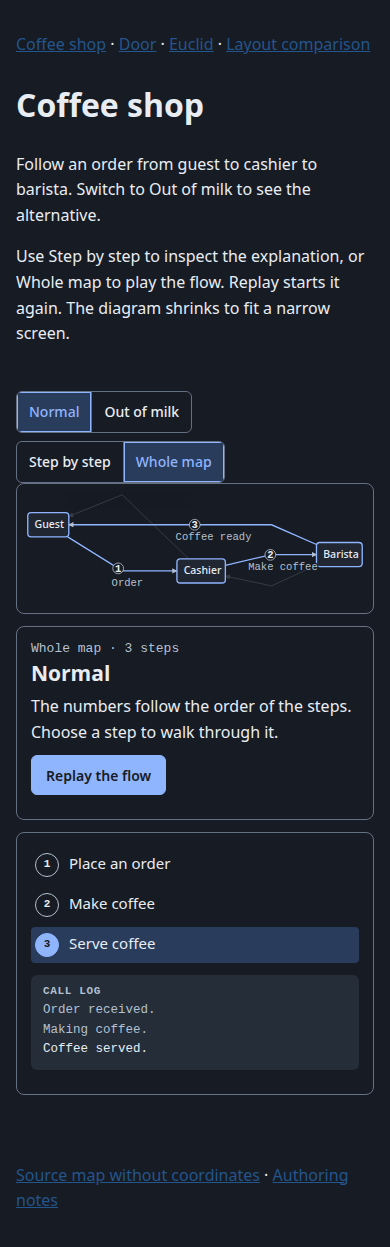 Coffee shop · Door · Euclid · Layout comparison
Coffee shop
Follow an order from guest to cashier to
barista. Switch to Out of milk to see the
alternative.
Use Step by step to inspect the explanation, or
Whole map to play the flow. Replay starts it
again. The diagram shrinks to fit a narrow
screen.
Normal Out of milk
Step by step Whole map
Guest
3
Coffee ready
Barista
2
Make coffee
1
Cashier
Order
Whole map · 3 steps
Normal
The numbers follow the order of the steps.
Choose a step to walk through it.
Replay the flow
1 Place an order
2 Make coffee
3 Serve coffee
CALL LOG
Order received.
Making coffee.
Coffee served.
Source map without coordinates · Authoring
notes